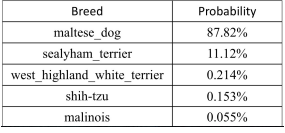 Breed Probability
maltese_dog 87.82%
sealyham_terrier 11.12%
west_highland_white_terrier 0.214%
shih-tzu 0.153%
malinois 0.055%